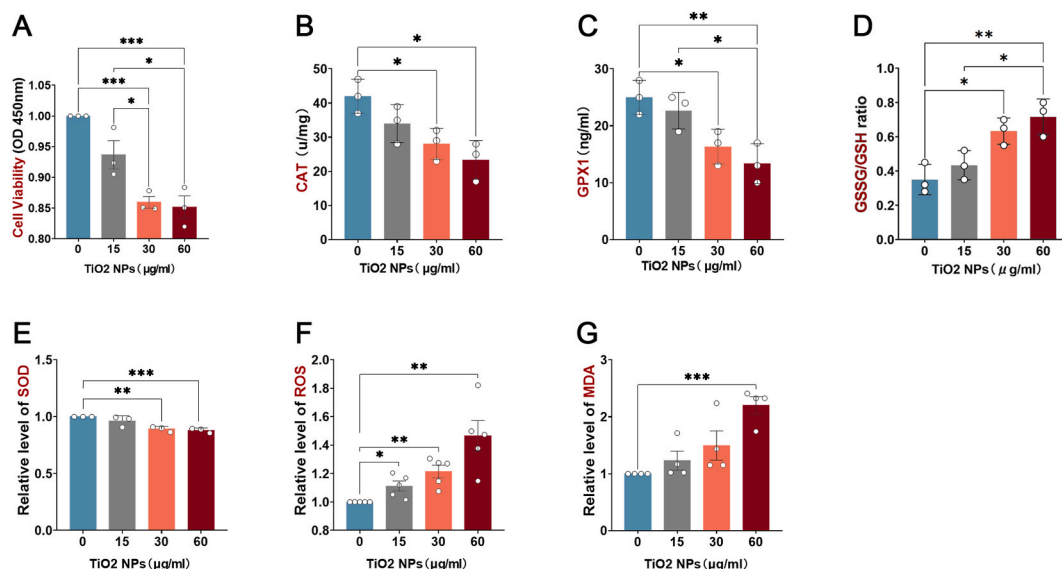 A
***
*
***
*
Cell Viability (OD 450nm)
1.05
1.00
0.95
0.90
0.85
0.80
0 15 30 60
TiO2 NPs(μg/ml)
B
*
*
CAT (u/mg)
60
40
20
0
0 15 30 60
TiO2 NPs(μg/ml)
C
**
*
*
GPX1 (ng/ml)
30
20
10
0
0 15 30 60
TiO2 NPs(μg/ml)
D
**
*
*
GSSG/GSH ratio
1.0
0.8
0.6
0.4
0.2
0.0
0 15 30 60
TiO2 NPs(μg/ml)
E
***
**
Relative level of SOD
1.5
1.0
0.5
0.0
0 15 30 60
TiO2 NPs(μg/ml)
F
**
**
*
Relative level of ROS
2.0
1.8
1.6
1.4
1.2
1.0
0.8
0 15 30 60
TiO2 NPs(μg/ml)
G
***
Relative level of MDA
3
2
1
0
0 15 30 60
TiO2 NPs(μg/ml)